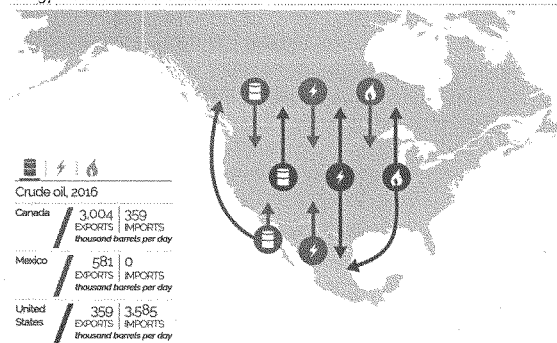 Crude oil, 2016
Canada
3,004 359
EXPORTS IMPORTS
thousand barrels per day
Mexico
581 0
EXPORTS IMPORTS
thousand barrels per day
United
States
359 3,585
EXPORTS IMPORTS
thousand barrels per day